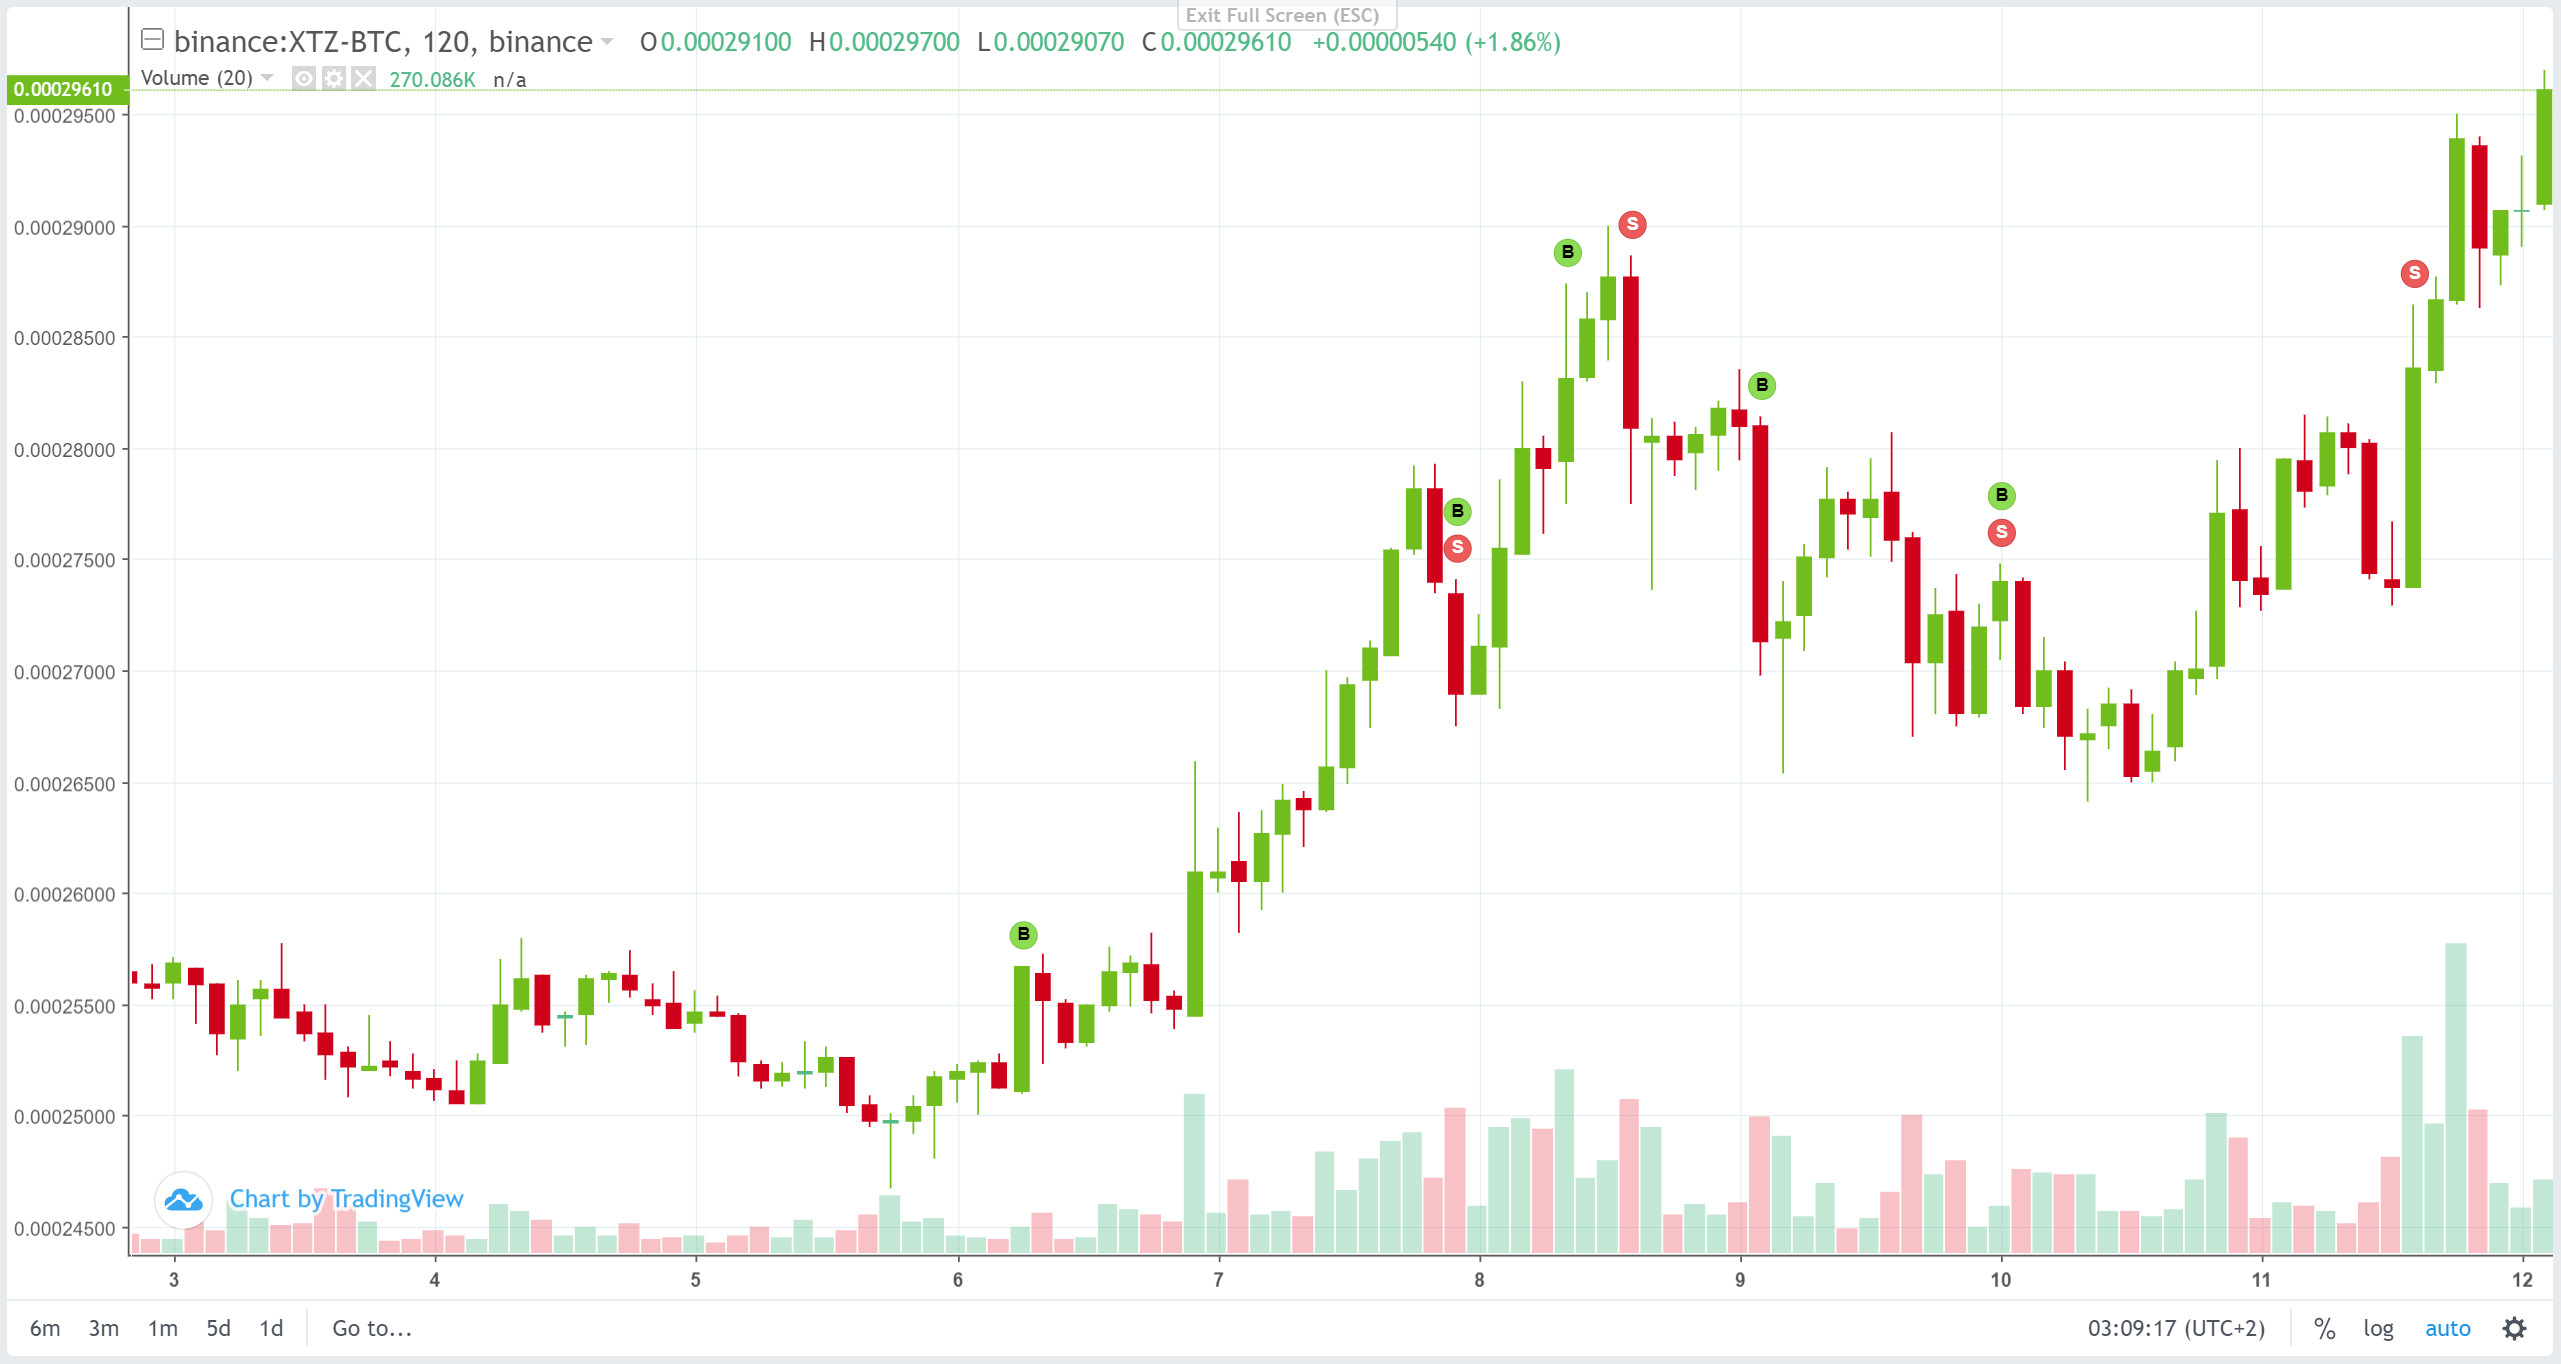 Exit Full Screen (ESC)
binance:XTZ-BTC, 120, binance O0.00029100 H0.00029700 L0.00029070 C0.00029610 +0.00000540 (+1.86%)
Volume (20) 270.086K n/a
0.00029610
0.00029500
0.00029000
0.00028500
0.00028000
0.00027500
0.00027000
0.00026500
0.00026000
0.00025500
0.00025000
0.00024500
B
B
S
B
S
B
B
S
S
Chart by TradingView
3 4 5 6 7 8 9 10 11 12
6m 3m 1m 5d 1d Go to... 03:09:17 (UTC+2) % log auto